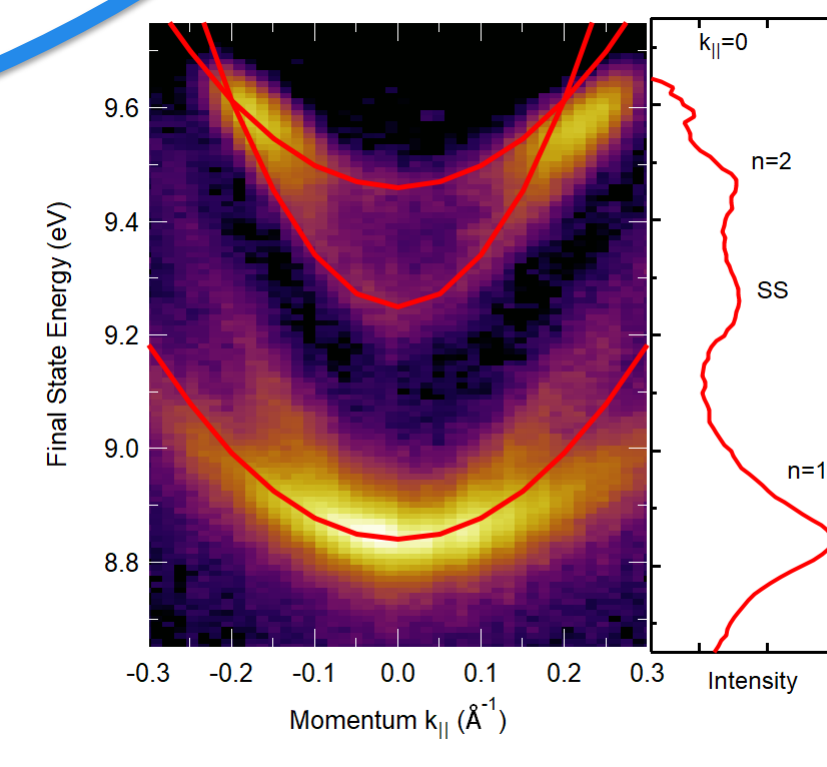 k||=0
9.6
n=2
9.4
SS
9.2
9.0
n=1
8.8
Final State Energy (eV)
-0.3 -0.2 -0.1 0.0 0.1 0.2 0.3
Intensity
Momentum k|| (Å-1)